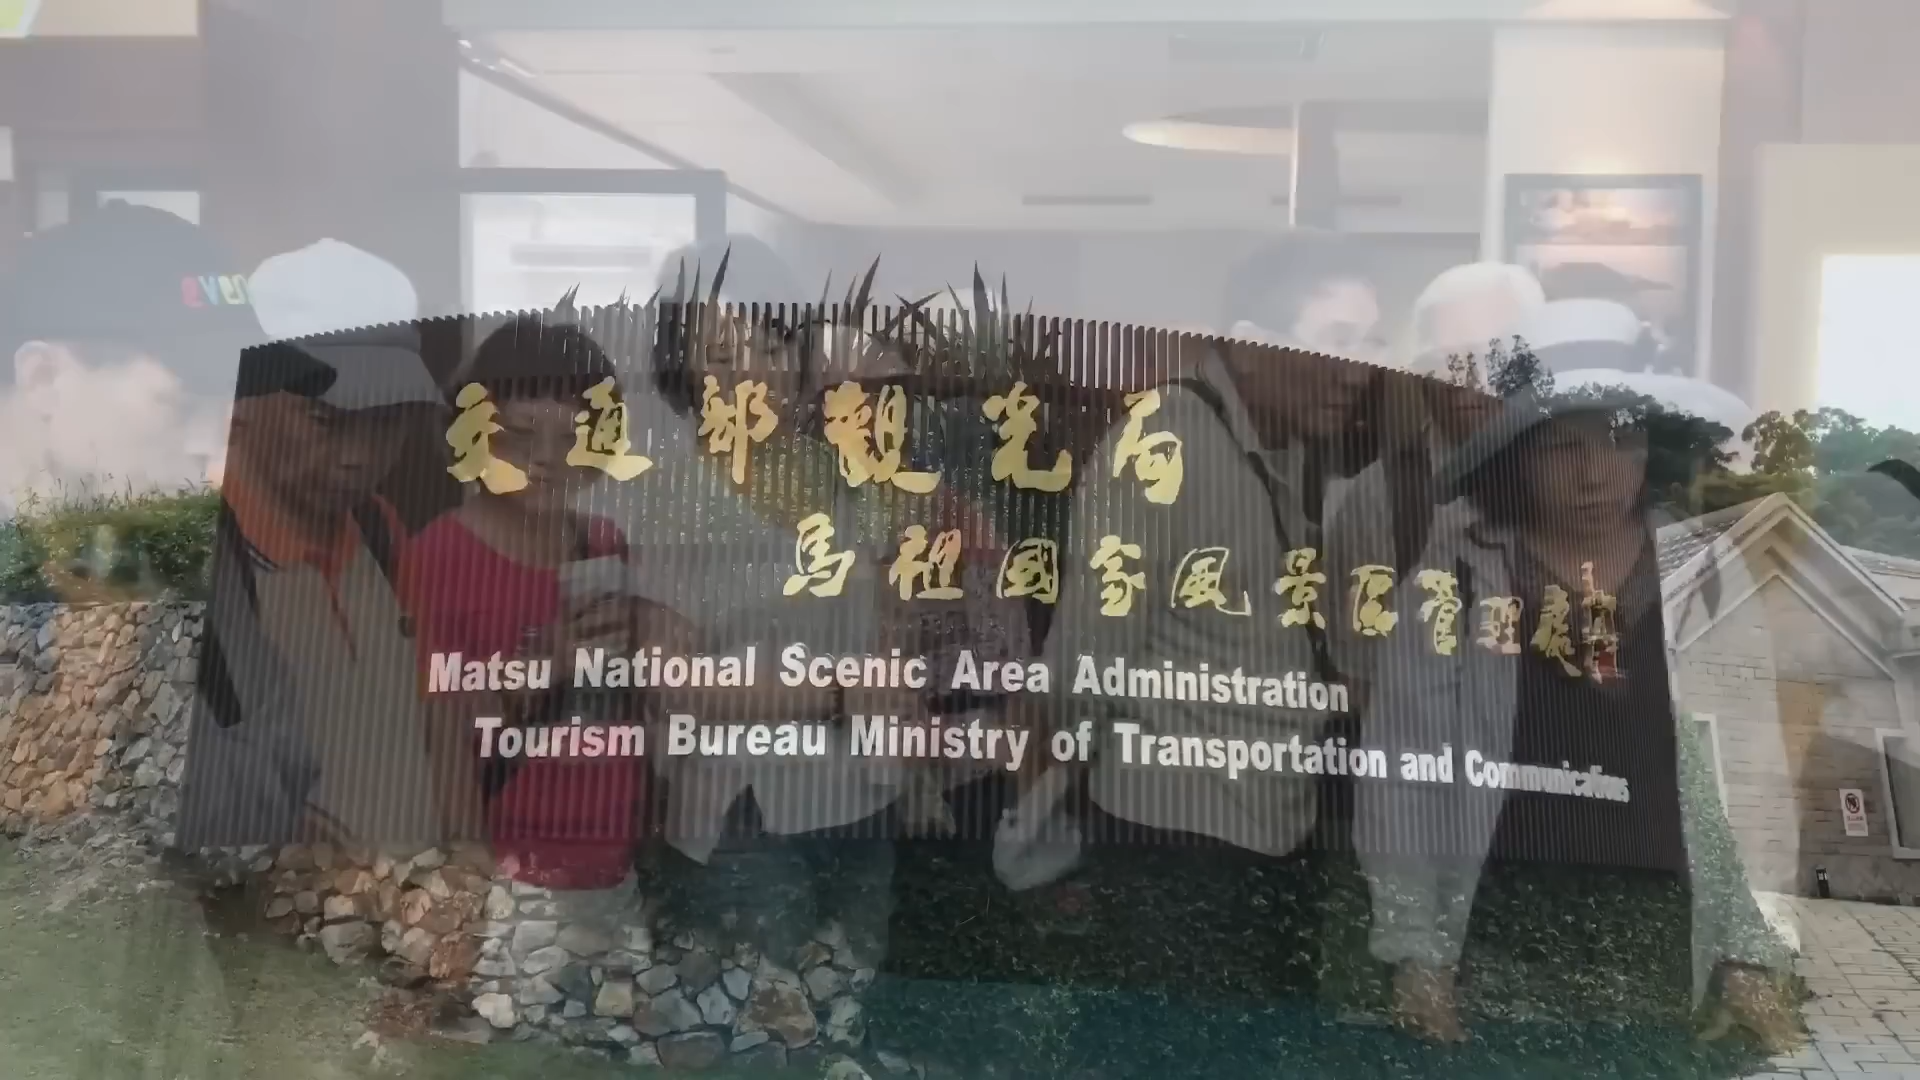 交通部觀光局
馬祖國家風景區管理處
Matsu National Scenic Area Administration
Tourism Bureau Ministry of Transportation and Communications